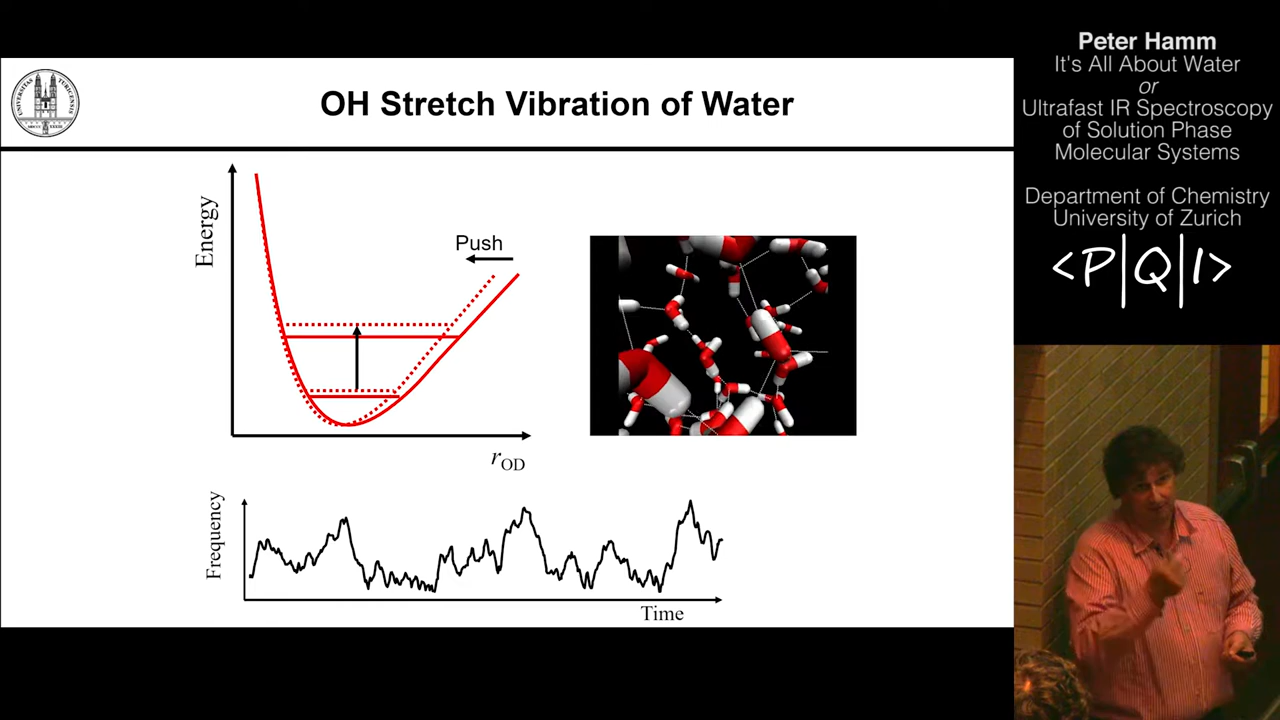 OH Stretch Vibration of Water
Energy
Push
rOD
Frequency
Time
Peter Hamm
It's All About Water
or
Ultrafast IR Spectroscopy
of Solution Phase
Molecular Systems
Department of Chemistry
University of Zurich
<P|Q|I>